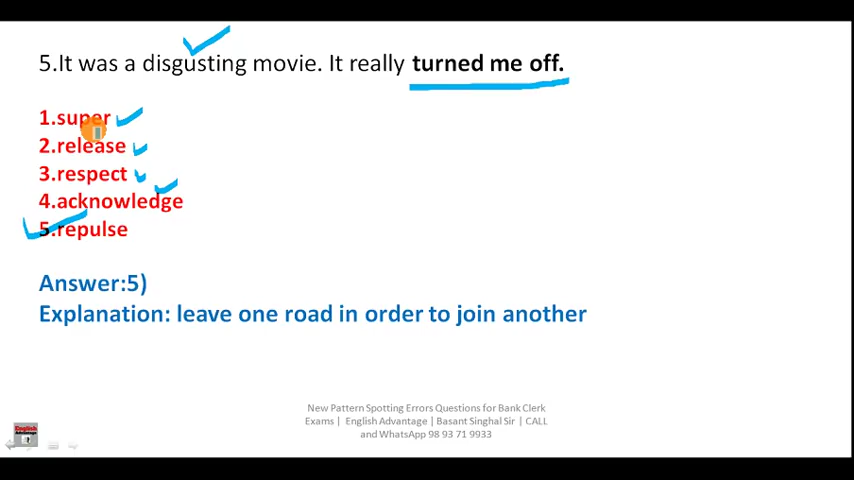 5.It was a disgusting movie. It really turned me off.
1.super
2.release
3.respect
4.acknowledge
5.repulse
Answer:5)
Explanation: leave one road in order to join another
New Pattern Spotting Errors Questions for Bank Clerk
Exams | English Advantage | Basant Singhal Sir | CALL
and WhatsApp 98 93 71 9933
English
Advantage